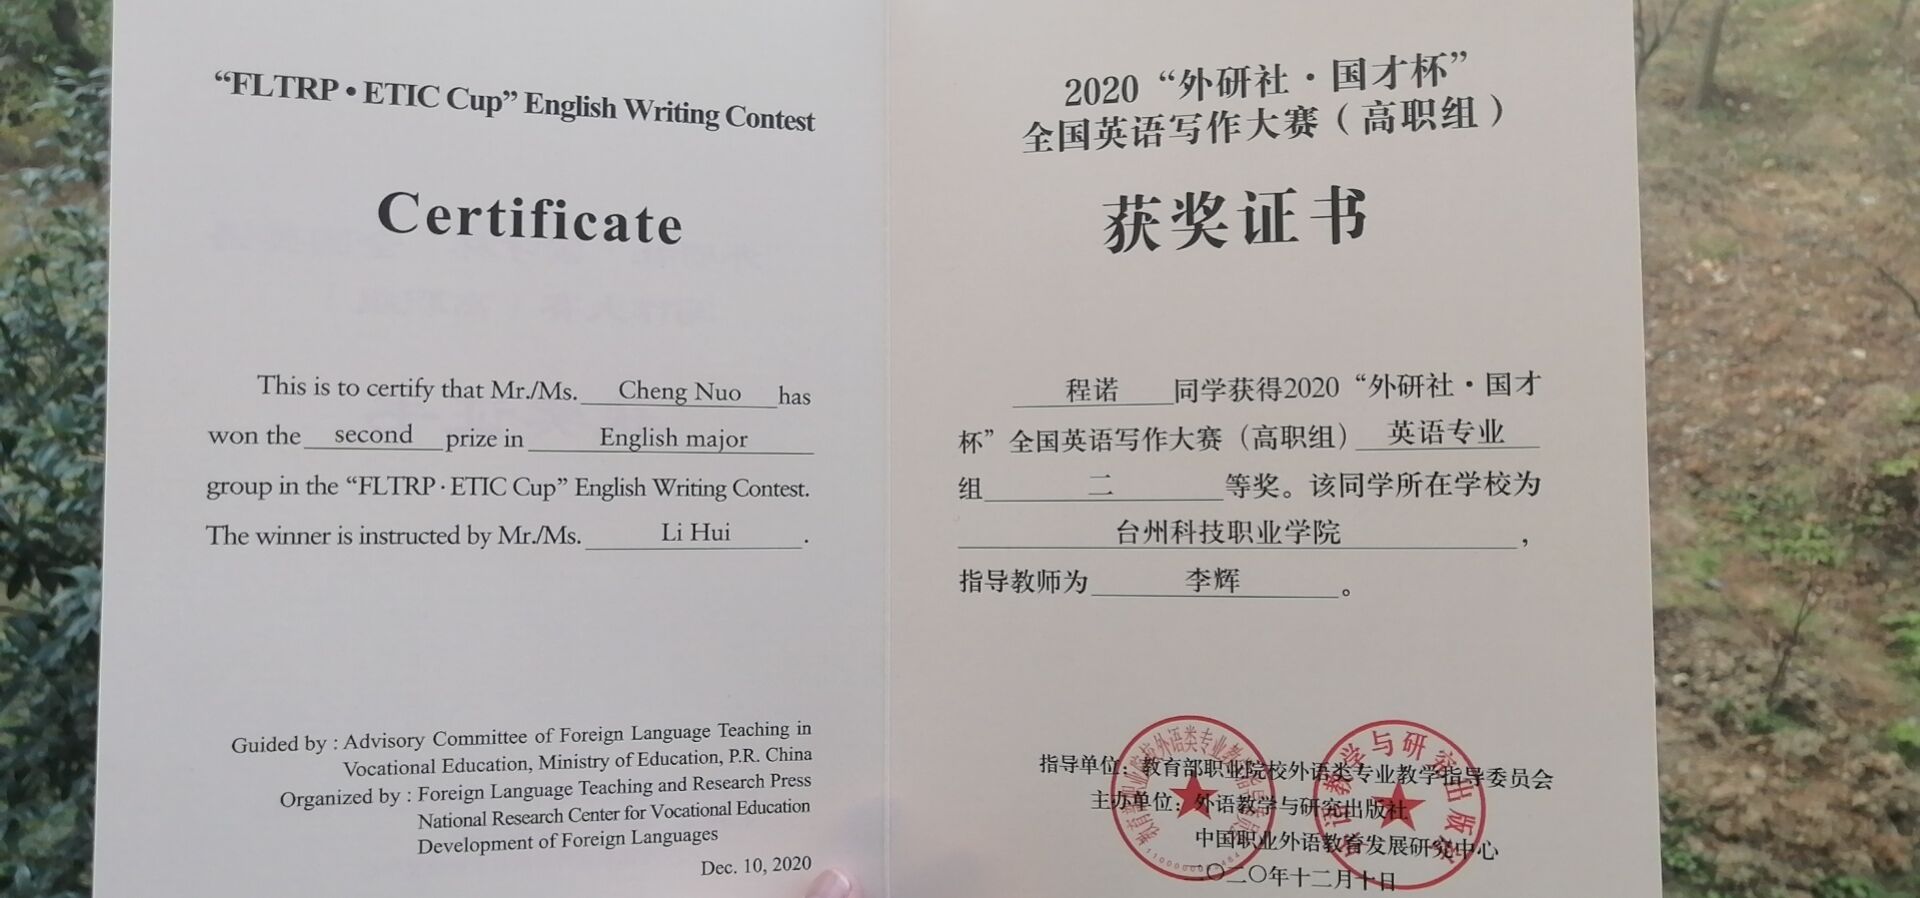 “FLTRP • ETIC Cup” English Writing Contest
Certificate
This is to certify that Mr./Ms. Cheng Nuo has
won the second prize in English major
group in the “FLTRP · ETIC Cup” English Writing Contest.
The winner is instructed by Mr./Ms. Li Hui .
Guided by : Advisory Committee of Foreign Language Teaching in
Vocational Education, Ministry of Education, P.R. China
Organized by : Foreign Language Teaching and Research Press
National Research Center for Vocational Education
Development of Foreign Languages
Dec. 10, 2020
2020 “外研社 · 国才杯”
全国英语写作大赛（高职组）
获奖证书
程诺 同学获得2020 “外研社 · 国才
杯” 全国英语写作大赛（高职组） 英语专业
组 二 等奖。该同学所在学校为
台州科技职业学院 ，
指导教师为 李辉 。
指导单位：教育部职业院校外语类专业教学指导委员会
主办单位：外语教学与研究出版社
中国职业外语教育发展研究中心
二〇二〇年十二月十日